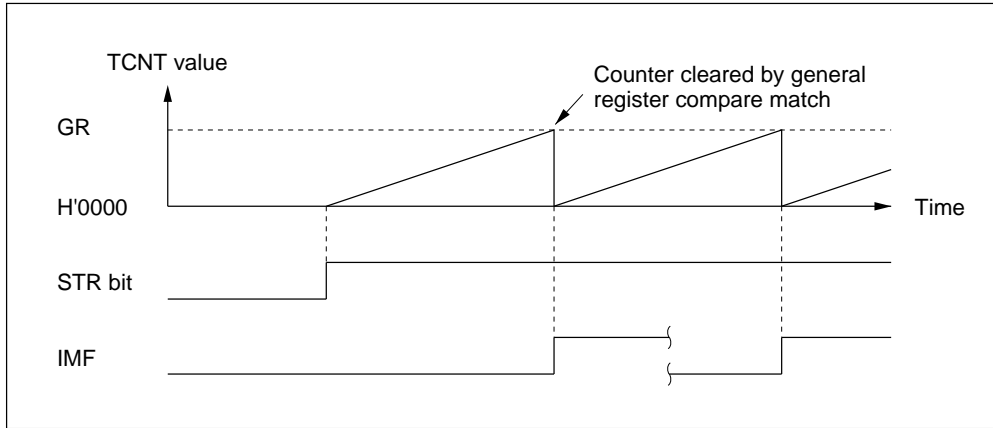 TCNT value
Counter cleared by general
register compare match
GR
H'0000
Time
STR bit
IMF